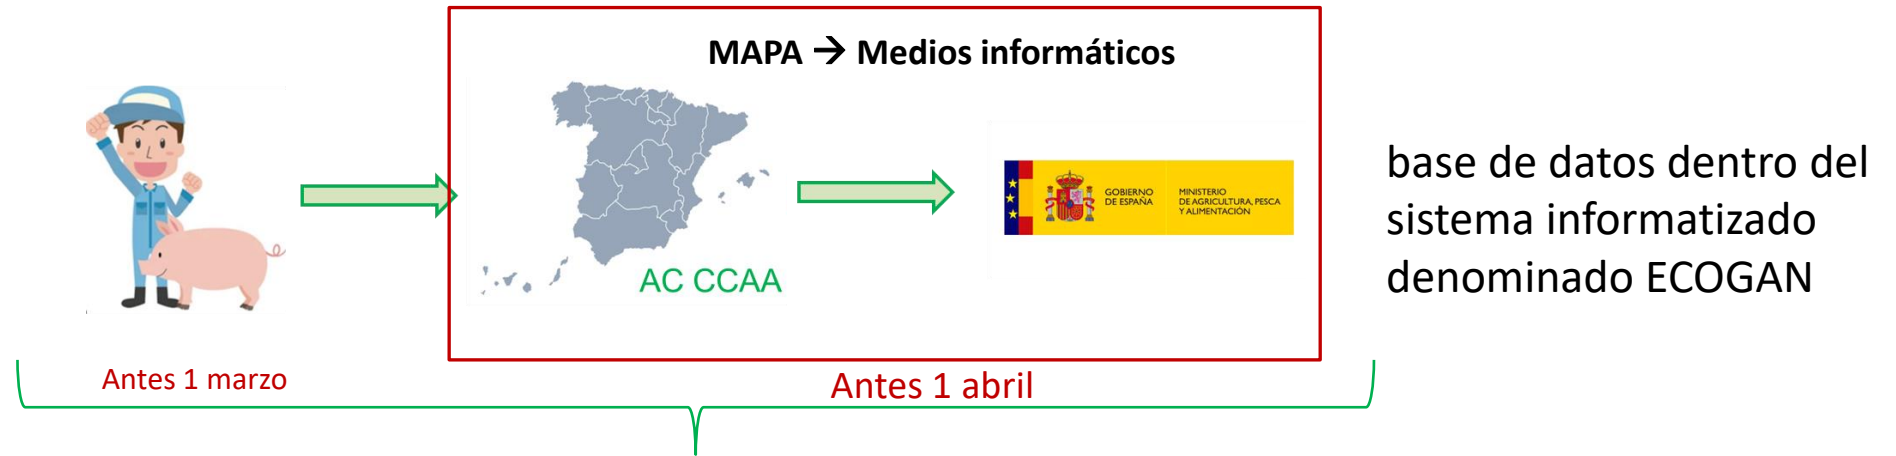 MAPA → Medios informáticos
GOBIERNO
DE ESPAÑA
MINISTERIO
DE AGRICULTURA, PESCA
Y ALIMENTACIÓN
AC CCAA
base de datos dentro del
sistema informatizado
denominado ECOGAN
Antes 1 marzo
Antes 1 abril